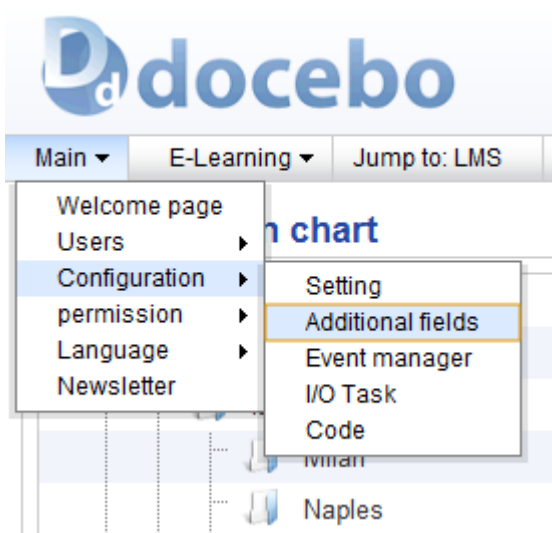 Dd docebo
Main E-Learning Jump to: LMS
Welcome page
Users
Configuration
permission
Language
Newsletter
n chart
Setting
Additional fields
Event manager
I/O Task
Code
Milan
Naples